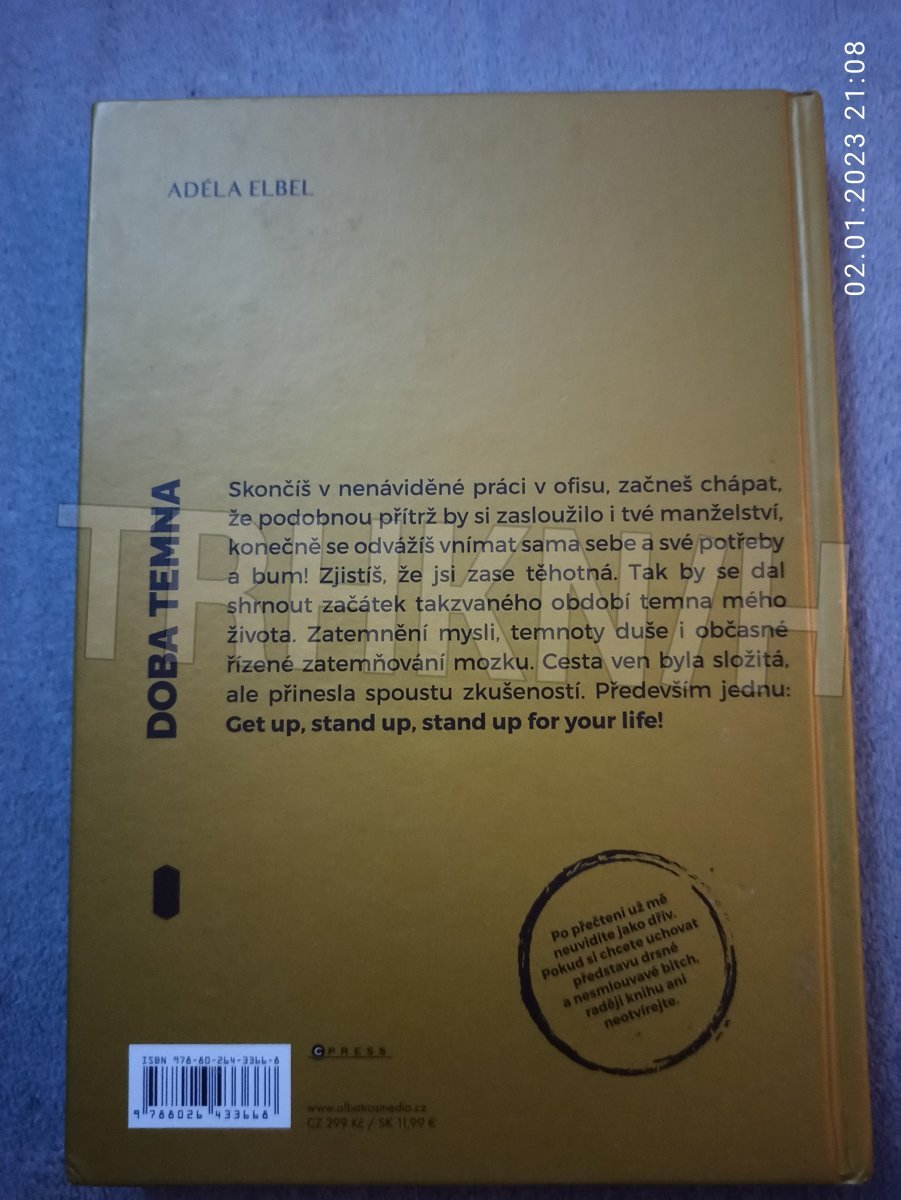 02.01.2023 21:08
ADÉLA ELBEL
DOBA TEMNA
Skončíš v nenáviděné práci v ofisu, začneš chápat,
že podobnou přítrž by si zasloužilo i tvé manželství,
konečně se odvážíš vnímat sama sebe a své potřeby
a bum! Zjistíš, že jsi zase těhotná. Tak by se dal
shrnout začátek takzvaného období temna mého
života. Zatemnění mysli, temnoty duše i občasné
řízené zatemňování mozku. Cesta ven byla složitá,
ale přinesla spoustu zkušeností. Především jednu:
Get up, stand up, stand up for your life!
TRHKNIH
Po přečtení už mě
neuvidíte jako dřív.
Pokud si chcete uchovat
představu drsné
a nesmlouvavé bitch,
raději knihu ani
neotvírejte.
ISBN 978-80-264-3366-8
9 788026 433668
CPRESS
www.albatrosmedia.cz
CZ 299 Kč / SK 11,99 €